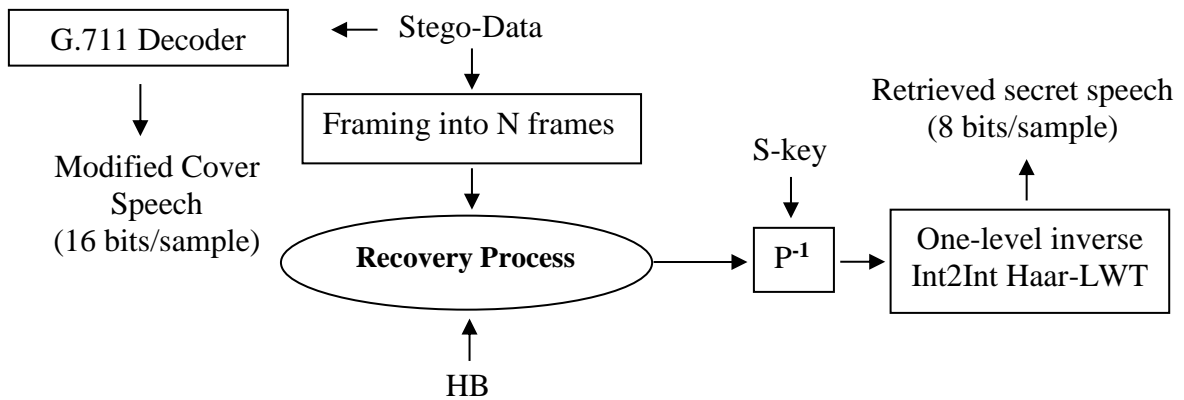 G.711 Decoder
Stego-Data
Framing into N frames
Modified Cover
Speech
(16 bits/sample)
Recovery Process
HB
S-key
P⁻¹
Retrieved secret speech
(8 bits/sample)
One-level inverse
Int2Int Haar-LWT